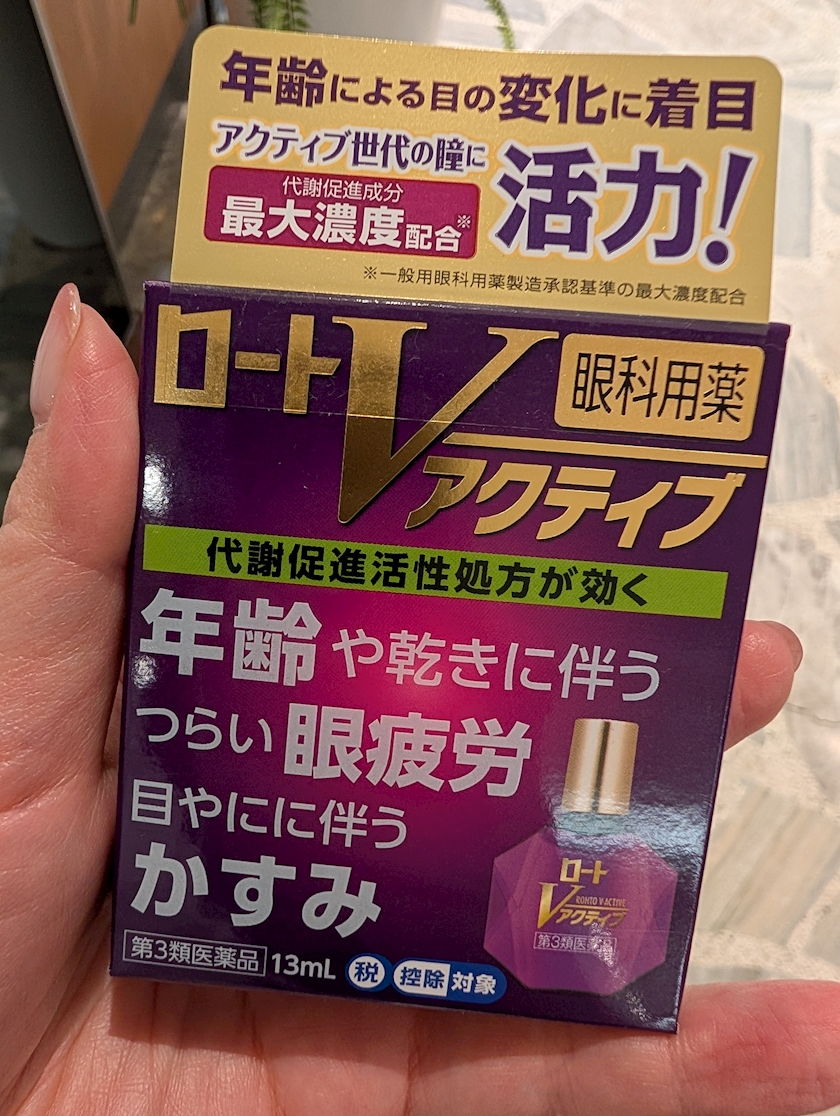 年齢による目の変化に着目
アクティブ世代の瞳に
代謝促進成分
最大濃度配合※
活力!
※一般用眼科用薬製造承認基準の最大濃度配合
ロートV
眼科用薬
アクティブ
代謝促進活性処方が効く
年齢や乾きに伴う
つらい眼疲労
目やにに伴う
かすみ
ロート
V アクティブ
ROHTO V ACTIVE
第3類医薬品
第3類医薬品 13mL 税 控除対象